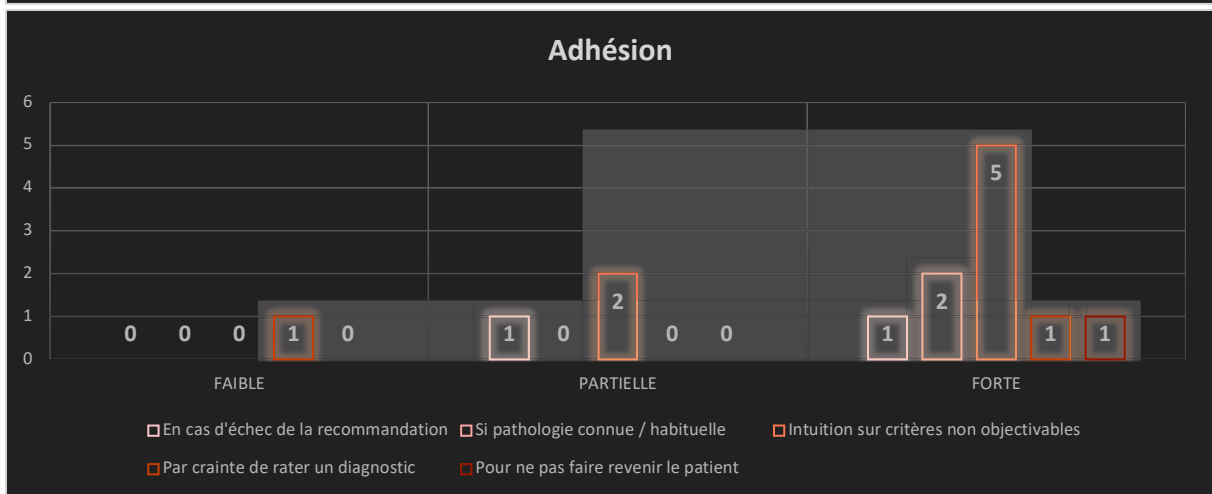 Adhésion
6
5
4
3
2
1
0
0 0 0 1 0
1 0 2 0 0
1 2 5 1 1
FAIBLE PARTIELLE FORTE
En cas d'échec de la recommandation Si pathologie connue / habituelle Intuition sur critères non objectivables
Par crainte de rater un diagnostic Pour ne pas faire revenir le patient